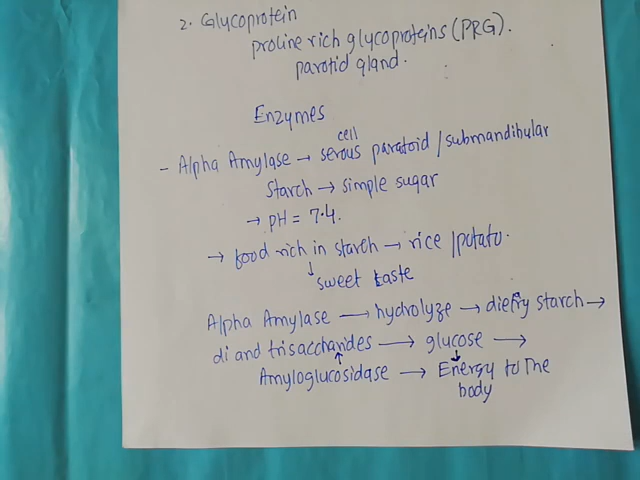 2. Glycoprotein
proline rich glycoproteins (PRG).
parotid gland.
Enzymes
cell
- Alpha Amylase → serous paratoid / submandibular
starch → simple sugar
→ pH = 7.4.
→ food rich in starch → rice / potato.
↓ sweet taste
Alpha Amylase → hydrolyze → dietry starch →
di and trisaccharides → glucose →
↑ ↓
Amyloglucosidase → Energy to The
body